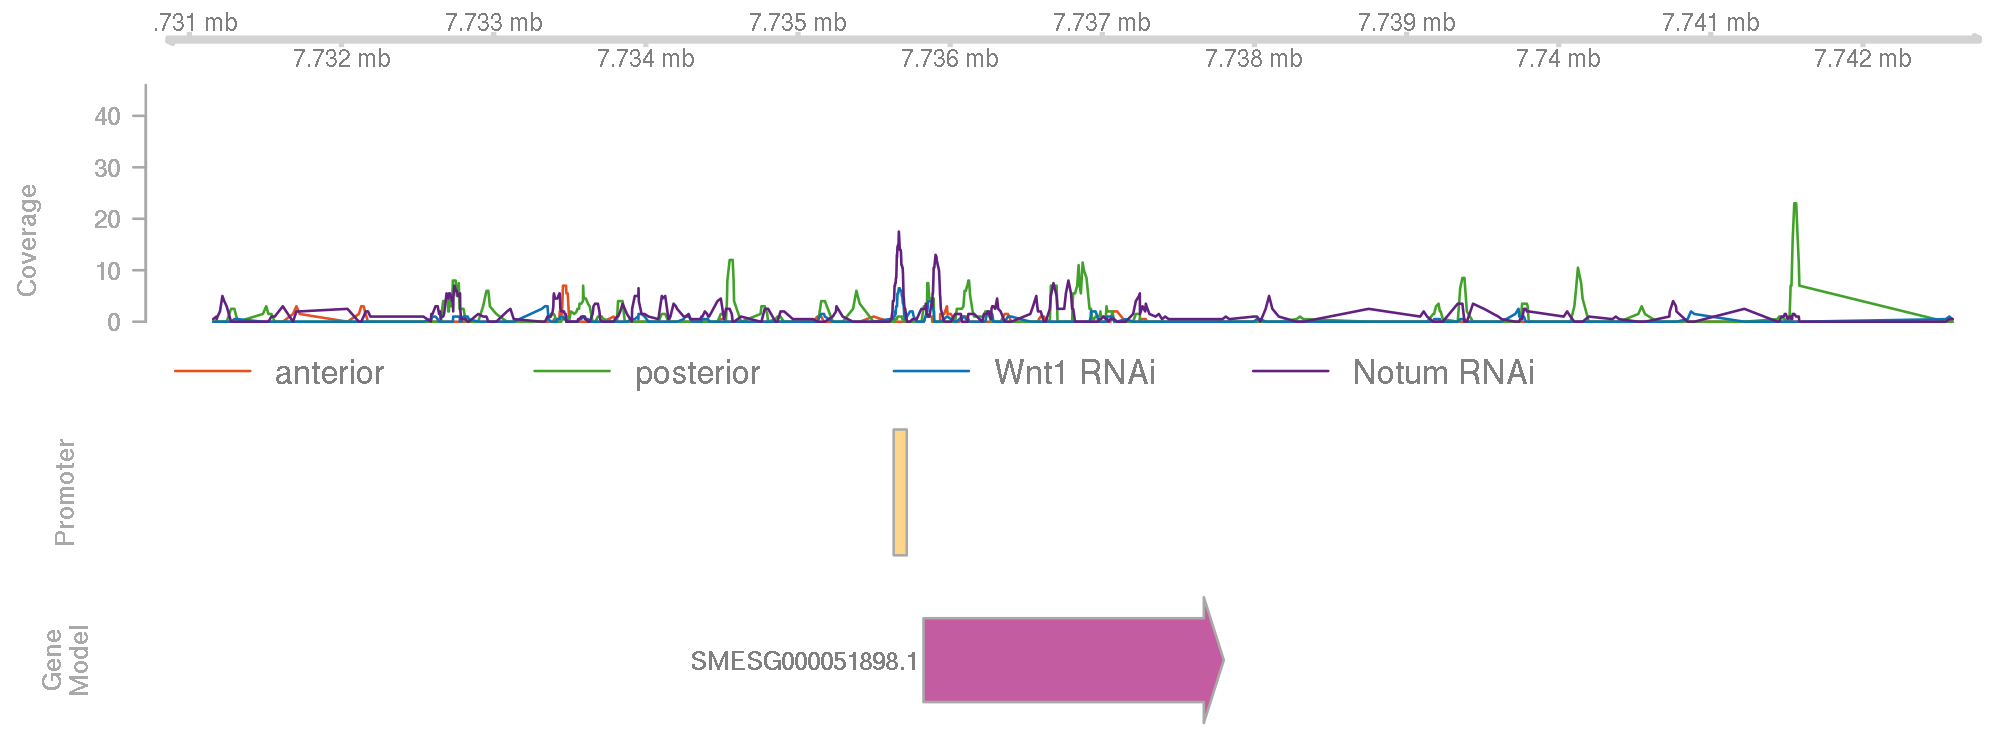 .731 mb 7.733 mb 7.735 mb 7.737 mb 7.739 mb 7.741 mb
7.732 mb 7.734 mb 7.736 mb 7.738 mb 7.74 mb 7.742 mb
Coverage
40
30
20
10
0
anterior posterior Wnt1 RNAi Notum RNAi
Promoter
Gene
Model
SMESG000051898.1